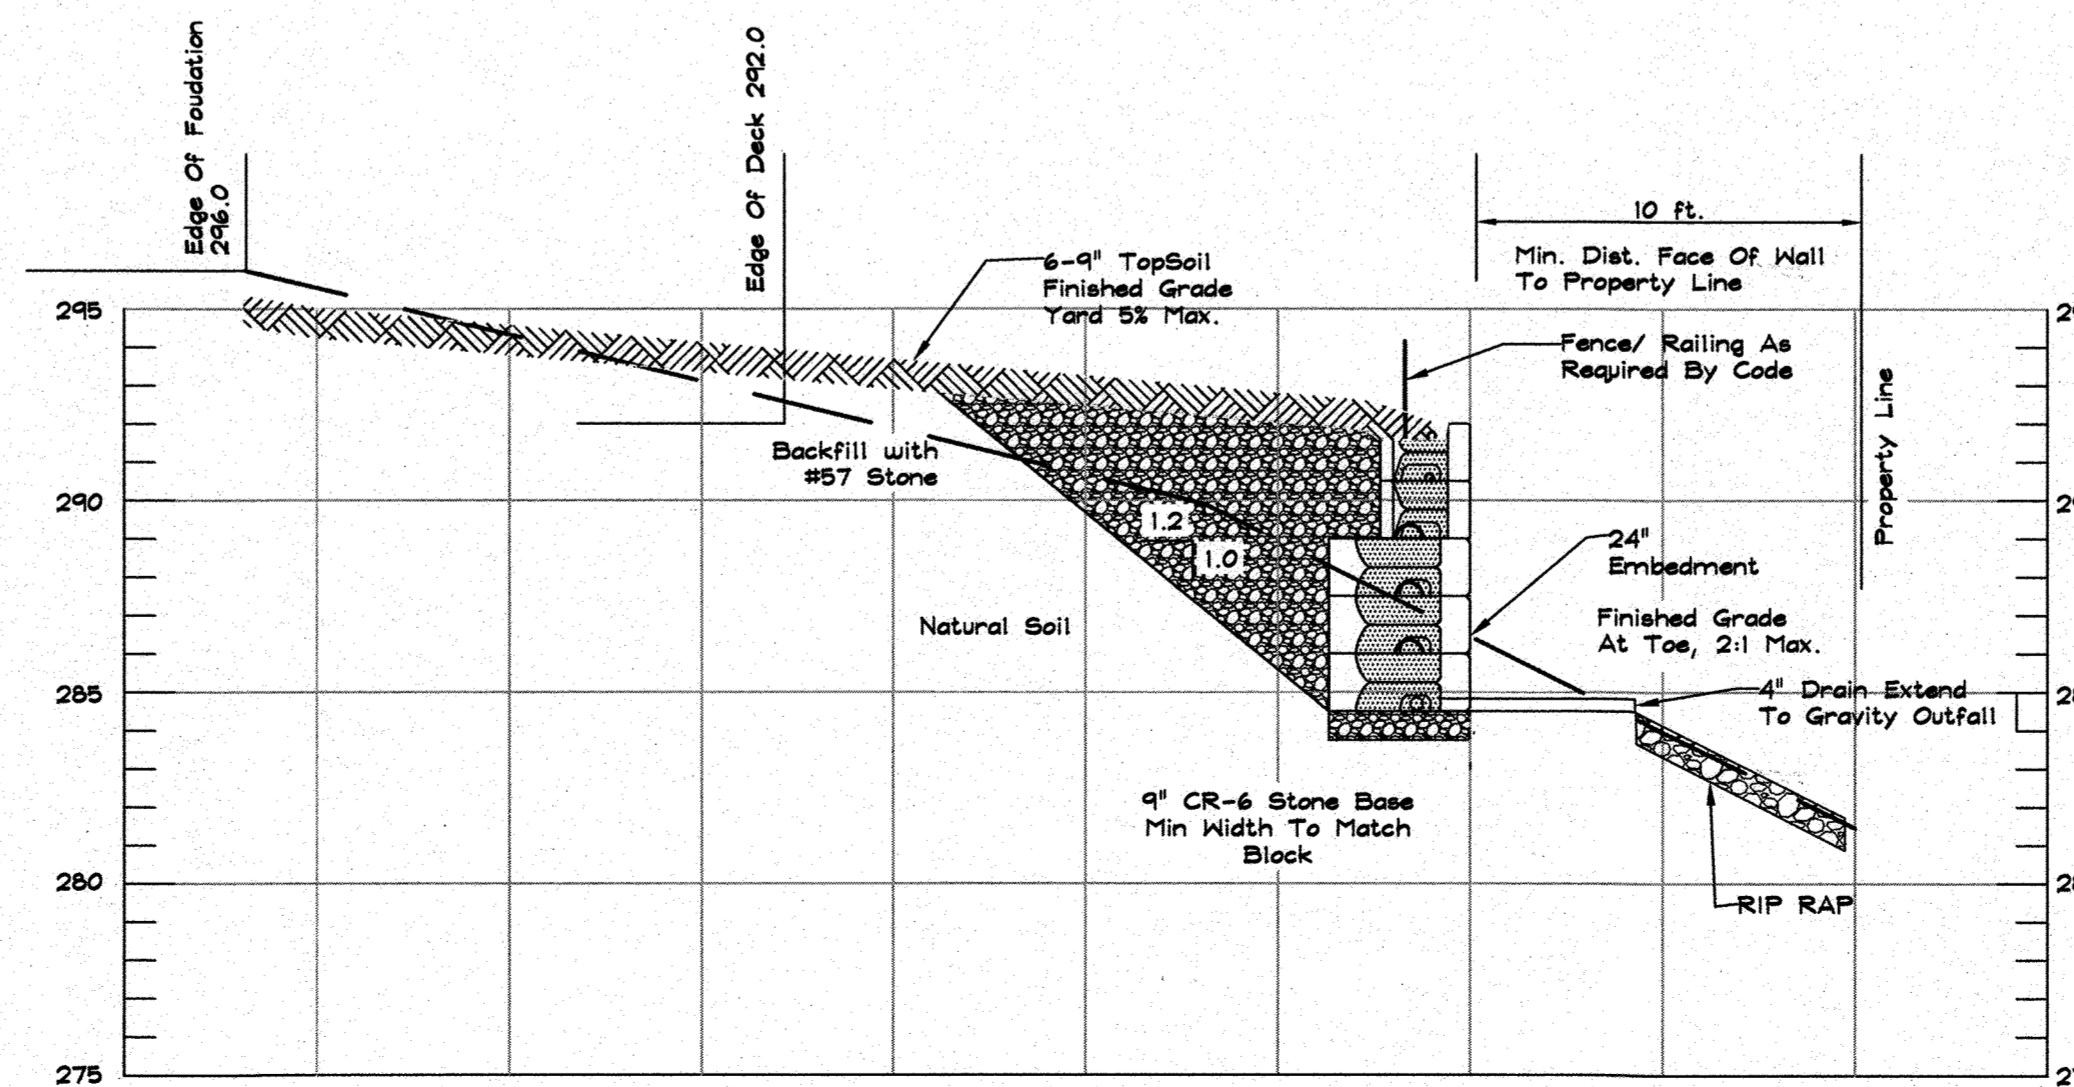 Edge Of Foudation
296.0
Edge Of Deck 292.0
10 ft.
Min. Dist. Face Of Wall
To Property Line
6-9" TopSoil
Finished Grade
Yard 5% Max.
Fence/ Railing As
Required By Code
Property Line
295
Backfill with
#57 Stone
290
1.2
1.0
24"
Embedment
Finished Grade
At Toe, 2:1 Max.
Natural Soil
285
4" Drain Extend
To Gravity Outfall
9" CR-6 Stone Base
Min Width To Match
Block
280
RIP RAP
275